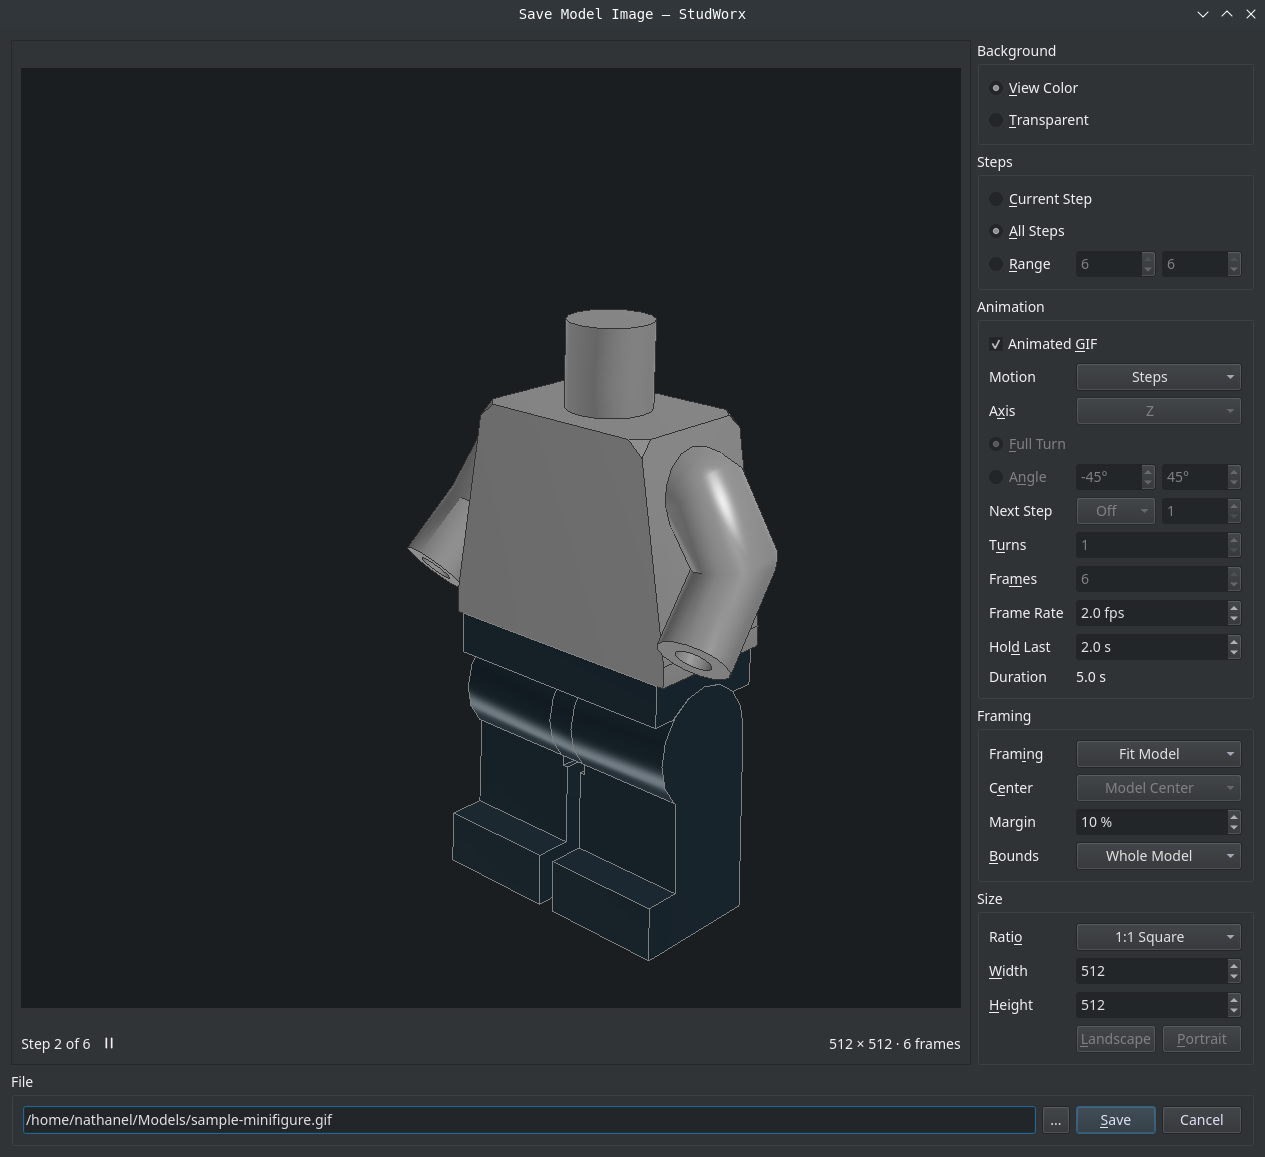 Save Model Image — StudWorx
Background
View Color
Transparent
Steps
Current Step
All Steps
Range 6 6
Animation
Animated GIF
Motion Steps
Axis Z
Full Turn
Angle -45° 45°
Next Step Off 1
Turns 1
Frames 6
Frame Rate 2.0 fps
Hold Last 2.0 s
Duration 5.0 s
Framing
Framing Fit Model
Center Model Center
Margin 10 %
Bounds Whole Model
Size
Ratio 1:1 Square
Width 512
Height 512
Landscape Portrait
Step 2 of 6
512 × 512 · 6 frames
File
/home/nathanel/Models/sample-minifigure.gif
...
Save
Cancel